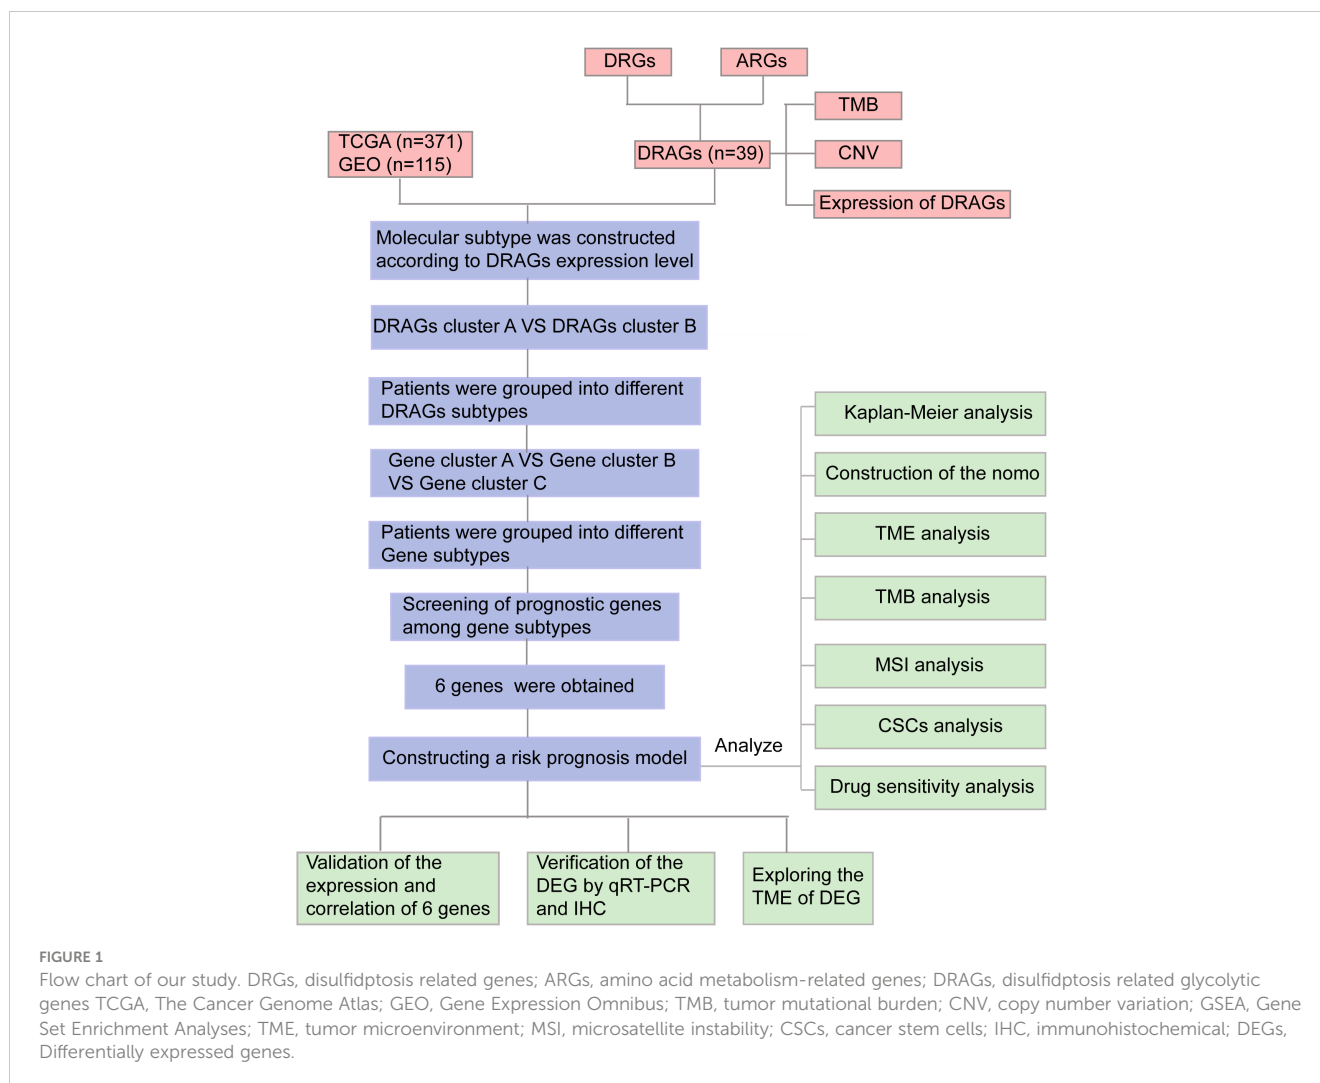 DRGs
ARGs
TMB
TCGA (n=371)
GEO (n=115)
DRAGs (n=39)
CNV
Expression of DRAGs
Molecular subtype was constructed
according to DRAGs expression level
DRAGs cluster A VS DRAGs cluster B
Patients were grouped into different
DRAGs subtypes
Gene cluster A VS Gene cluster B
VS Gene cluster C
Patients were grouped into different
Gene subtypes
Screening of prognostic genes
among gene subtypes
6 genes were obtained
Constructing a risk prognosis model
Analyze
Kaplan-Meier analysis
Construction of the nomo
TME analysis
TMB analysis
MSI analysis
CSCs analysis
Drug sensitivity analysis
Validation of the
expression and
correlation of 6 genes
Verification of the
DEG by qRT-PCR
and IHC
Exploring the
TME of DEG
FIGURE 1
Flow chart of our study. DRGs, disulfidptosis related genes; ARGs, amino acid metabolism-related genes; DRAGs, disulfidptosis related glycolytic
genes TCGA, The Cancer Genome Atlas; GEO, Gene Expression Omnibus; TMB, tumor mutational burden; CNV, copy number variation; GSEA, Gene
Set Enrichment Analyses; TME, tumor microenvironment; MSI, microsatellite instability; CSCs, cancer stem cells; IHC, immunohistochemical; DEGs,
Differentially expressed genes.